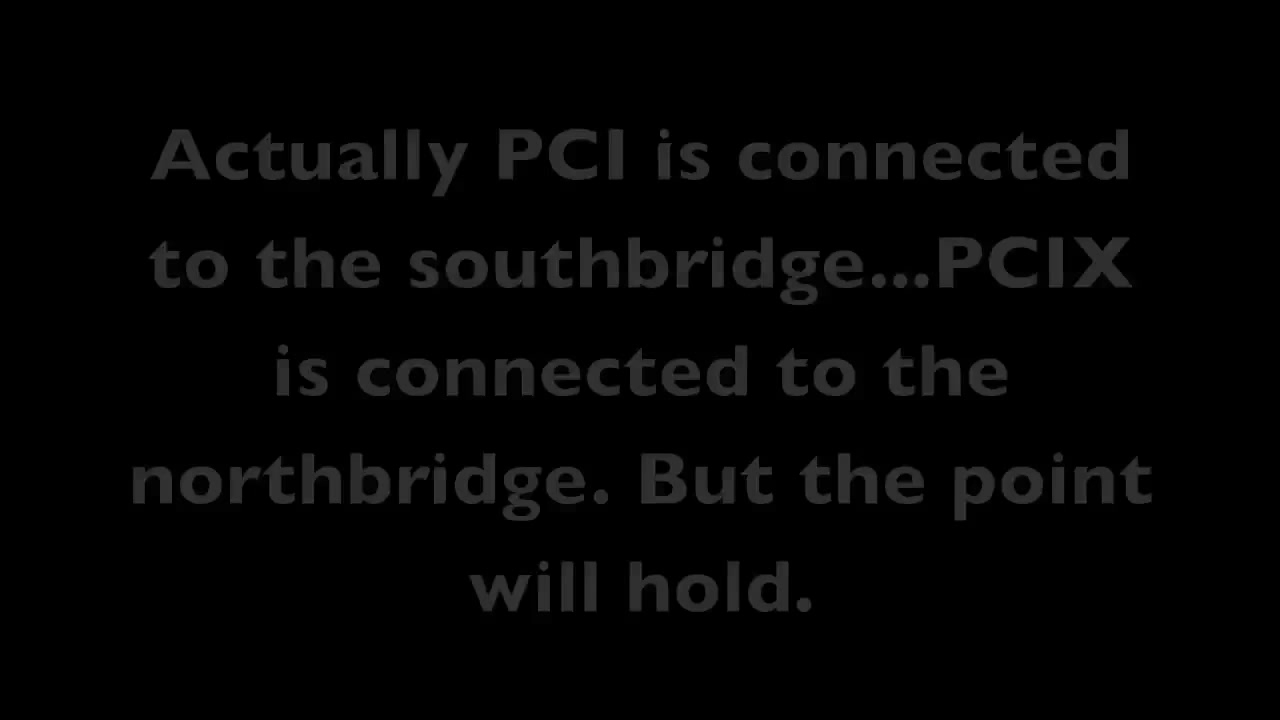 Actually PCI is connected
to the southbridge...PCIX
is connected to the
northbridge. But the point
will hold.